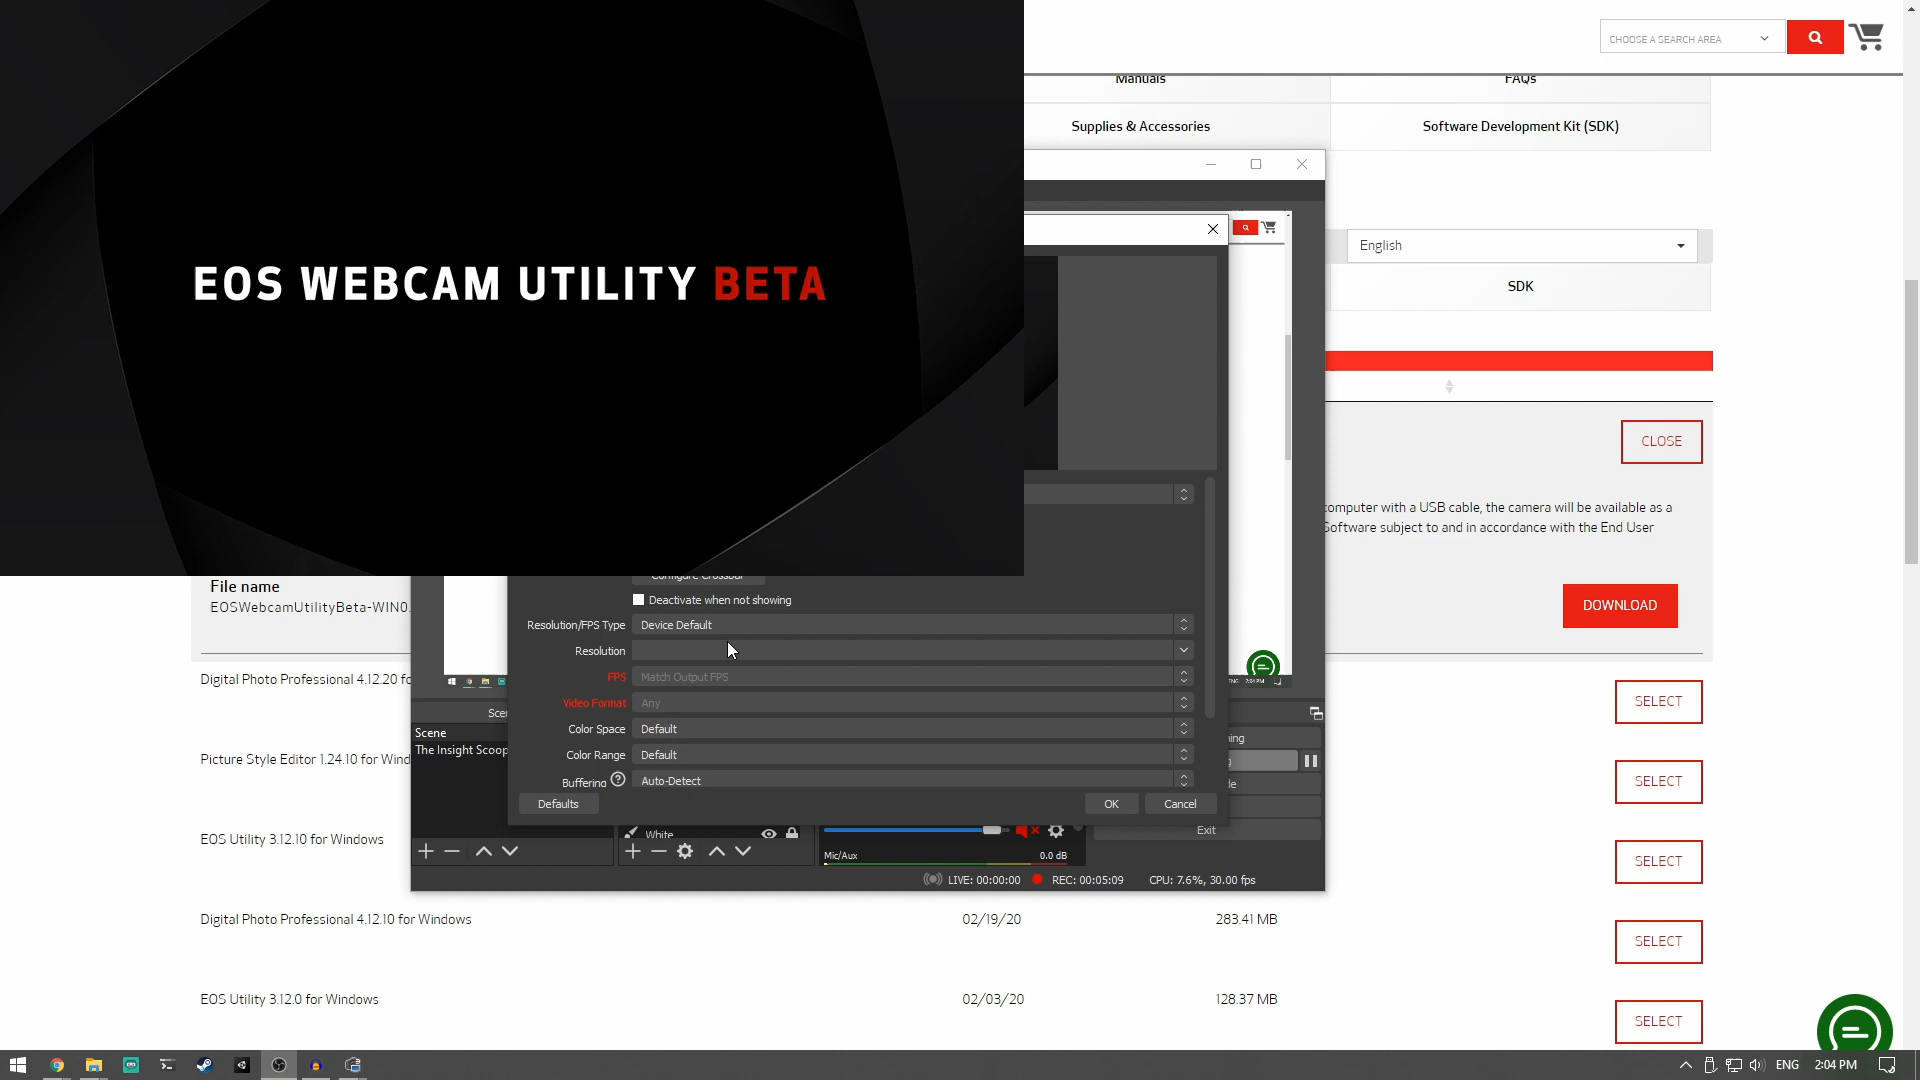 CHOOSE A SEARCH AREA
Manuals
FAQs
Supplies & Accessories
Software Development Kit (SDK)
EOS WEBCAM UTILITY BETA
English
SDK
CLOSE
computer with a USB cable, the camera will be available as a
Software subject to and in accordance with the End User
File name
EOSWebcamUtilityBeta-WIN0.
DOWNLOAD
Configure Crossbar
Deactivate when not showing
Resolution/FPS Type
Device Default
Resolution
FPS
Match Output FPS
Video Format
Any
Color Space
Default
Color Range
Default
Buffering
Auto-Detect
Defaults
OK
Cancel
Scene
The Insight Scoop
White
Mic/Aux
0.0 dB
Exit
LIVE: 00:00:00
REC: 00:05:09
CPU: 7.6%, 30.00 fps
Digital Photo Professional 4.12.20 fo
SELECT
Picture Style Editor 1.24.10 for Wind
SELECT
EOS Utility 3.12.10 for Windows
SELECT
Digital Photo Professional 4.12.10 for Windows
02/19/20
283.41 MB
SELECT
EOS Utility 3.12.0 for Windows
02/03/20
128.37 MB
SELECT
ENG
2:04 PM